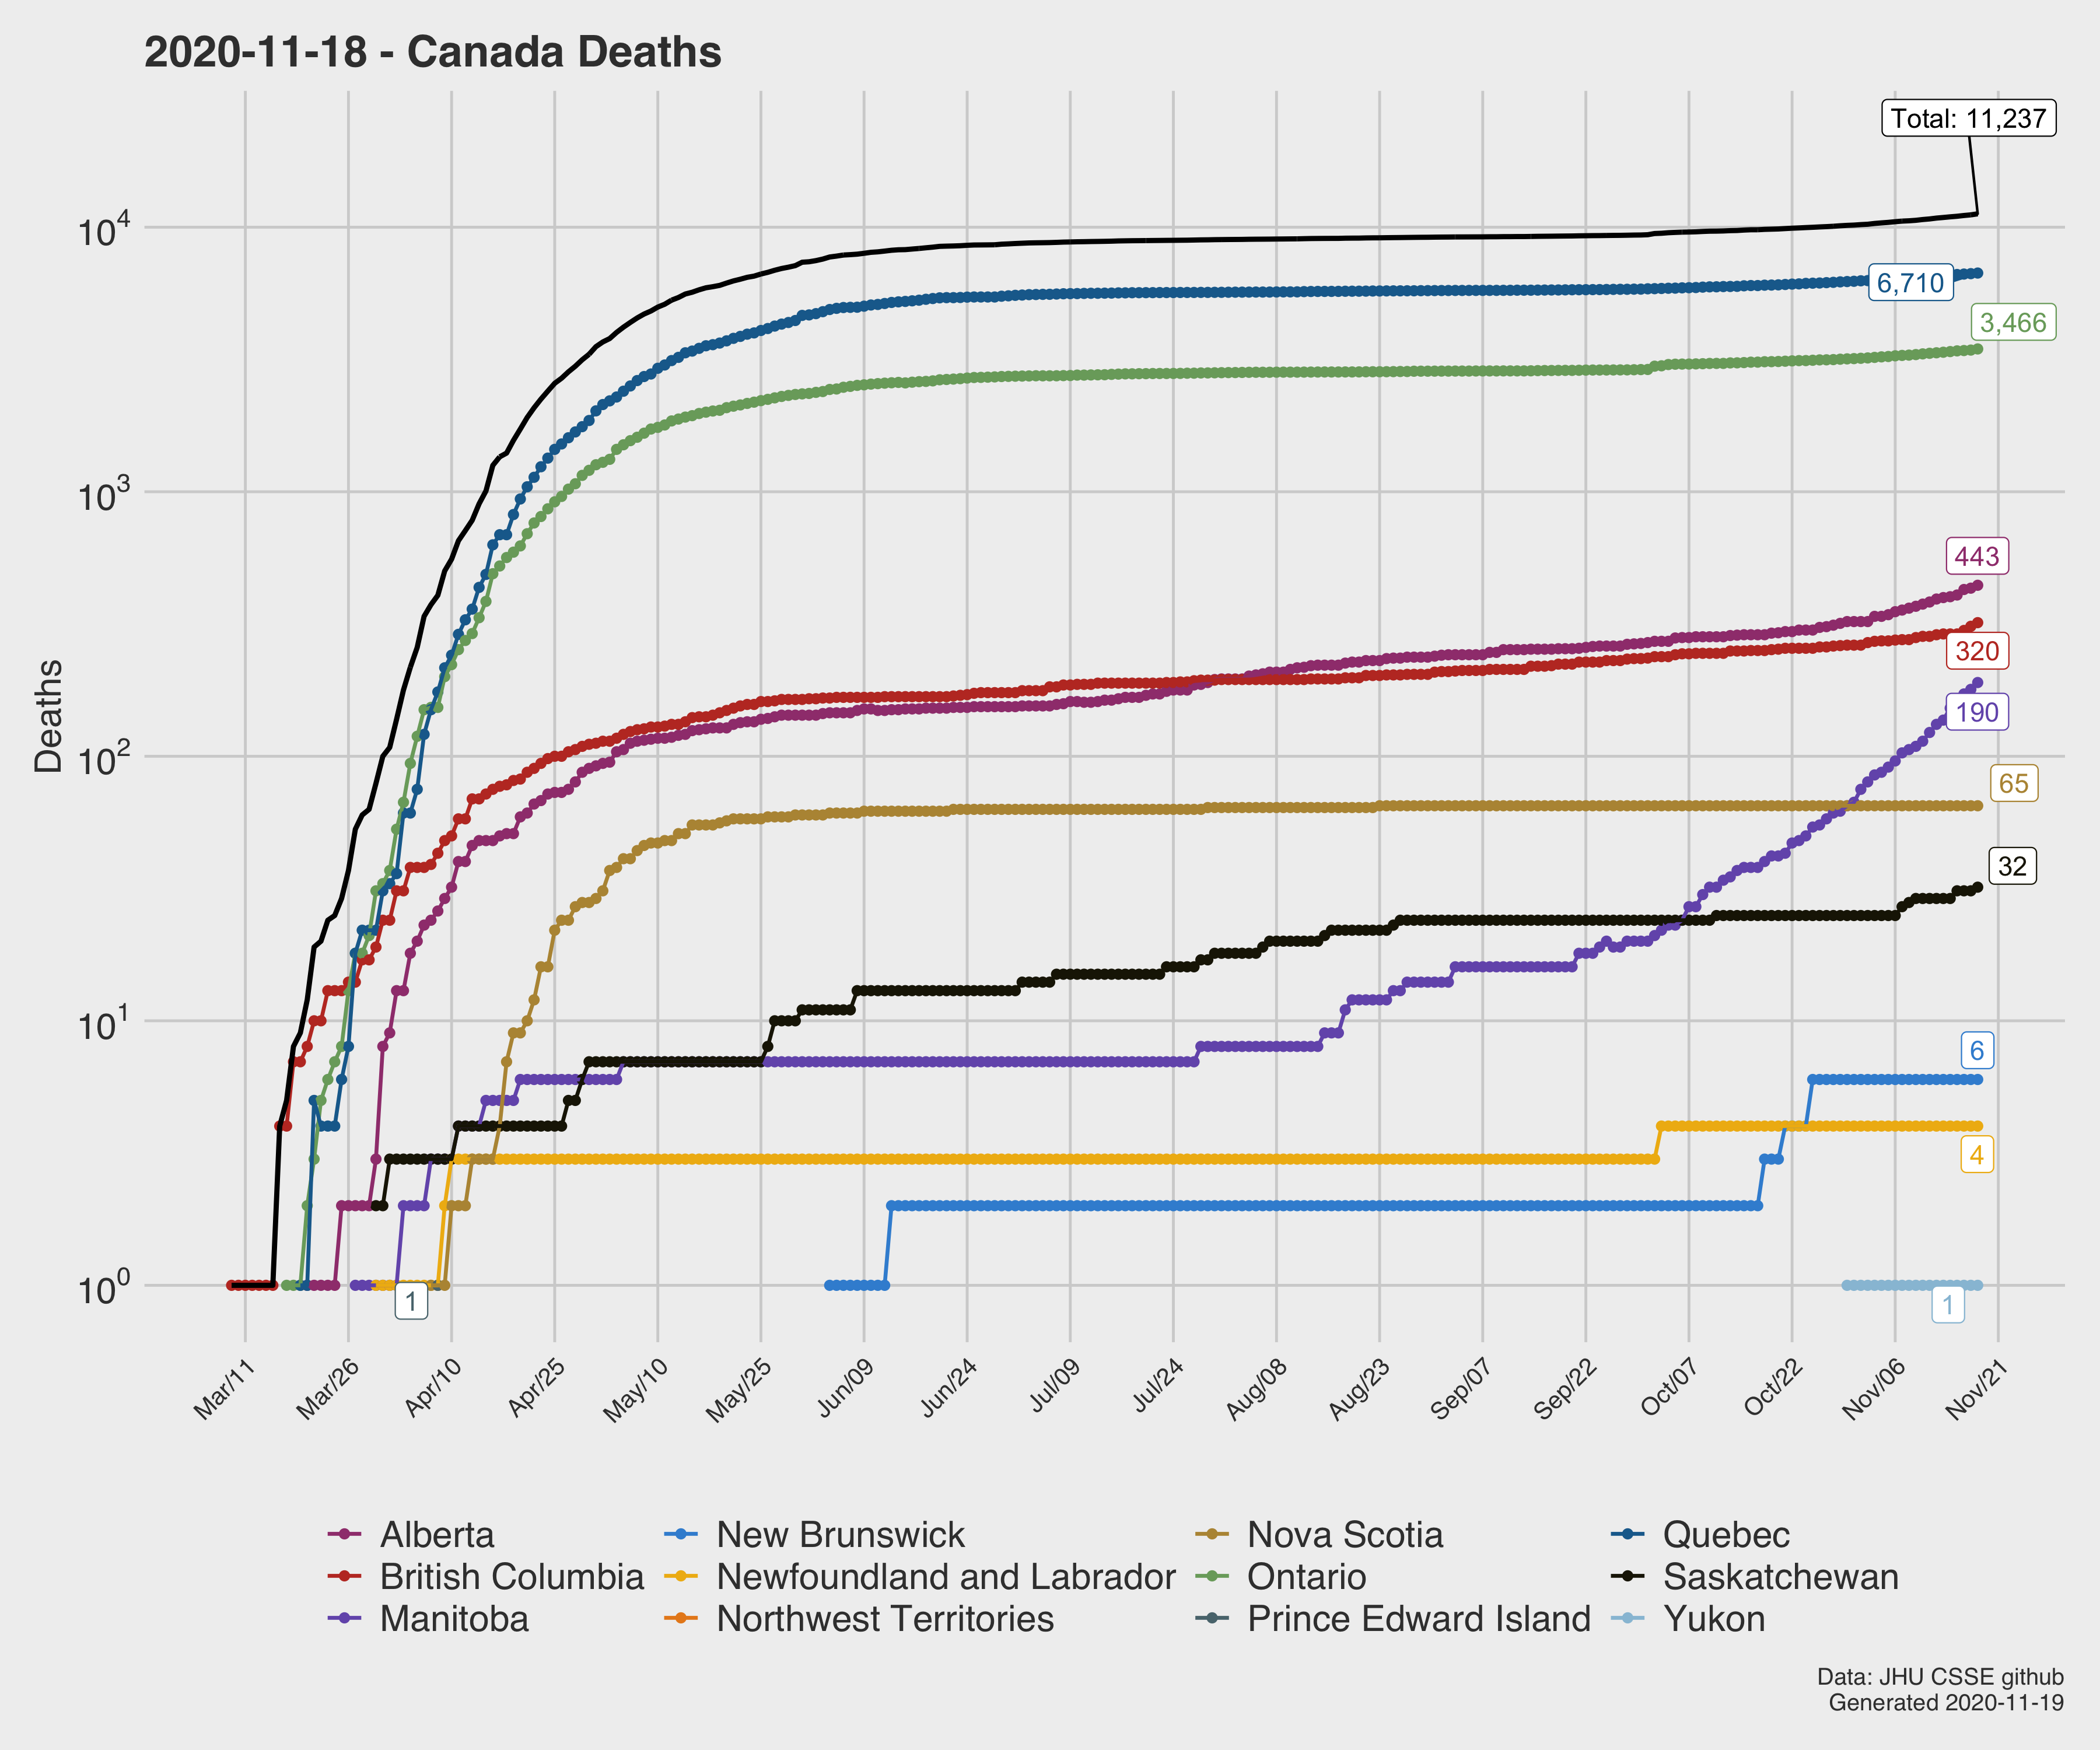 2020-11-18 - Canada Deaths
Total: 11,237
10^4
6,710
3,466
10^3
443
320
190
10^2
65
32
10^1
6
4
10^0
1
1
Deaths
Mar/11
Mar/26
Apr/10
Apr/25
May/10
May/25
Jun/09
Jun/24
Jul/09
Jul/24
Aug/08
Aug/23
Sep/07
Sep/22
Oct/07
Oct/22
Nov/06
Nov/21
Alberta
New Brunswick
Nova Scotia
Quebec
British Columbia
Newfoundland and Labrador
Ontario
Saskatchewan
Manitoba
Northwest Territories
Prince Edward Island
Yukon
Data: JHU CSSE github
Generated 2020-11-19